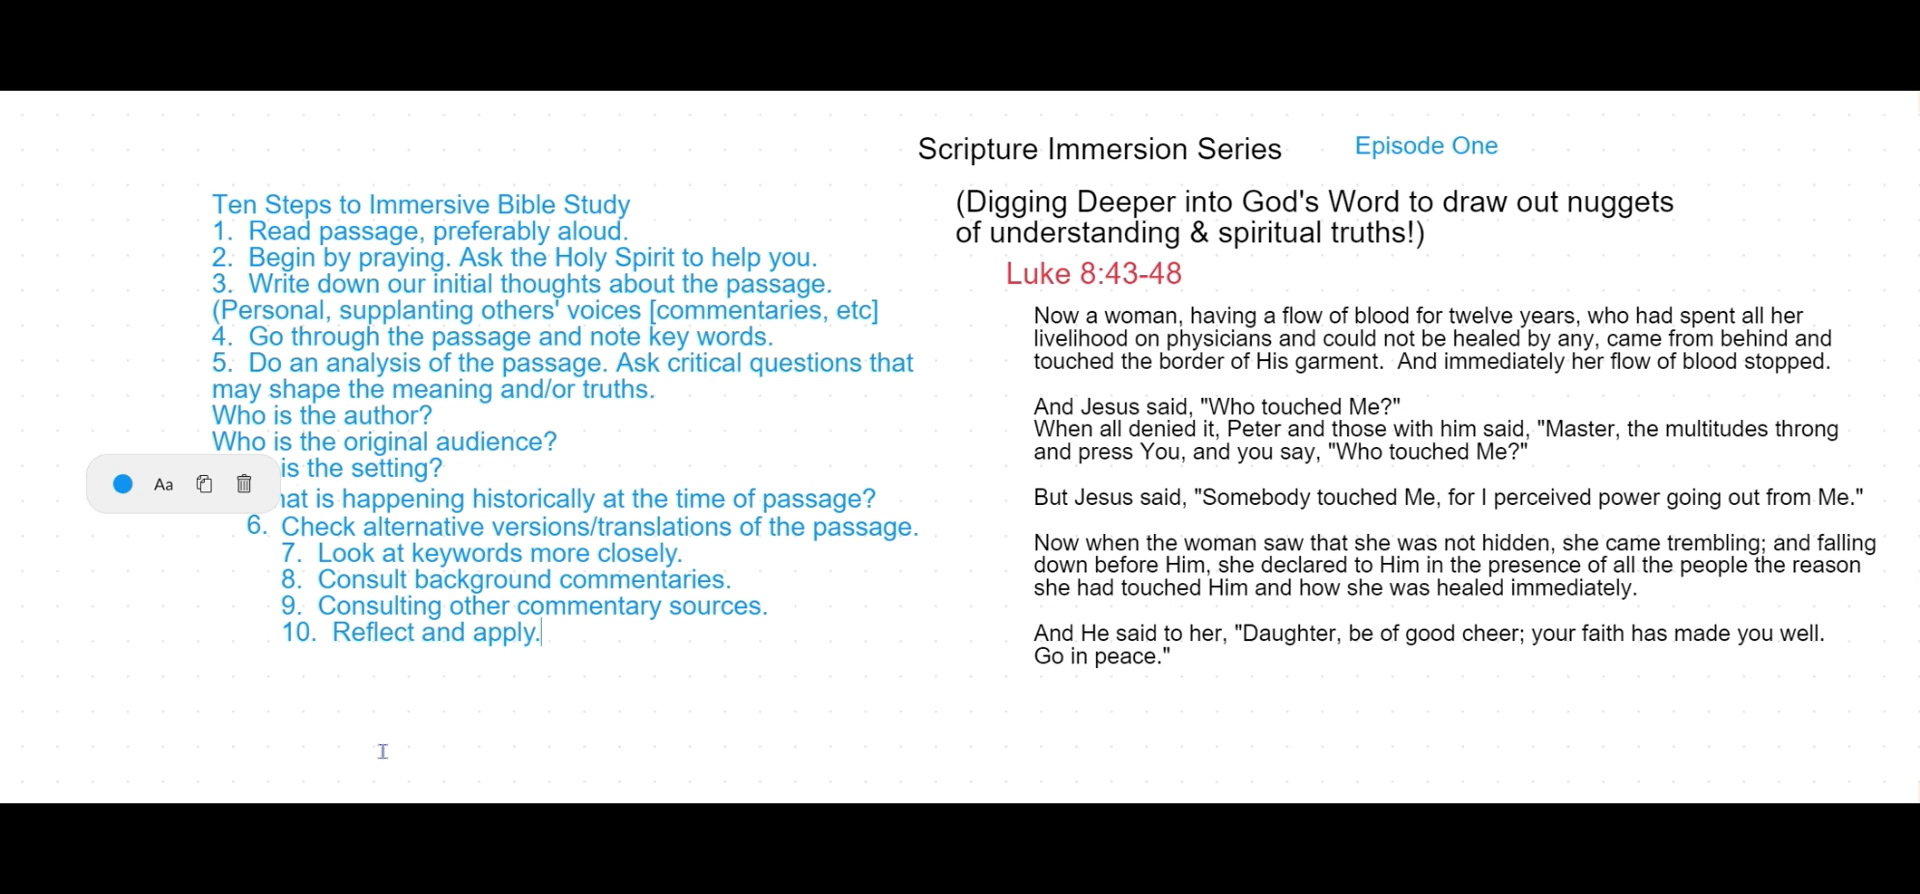 Scripture Immersion Series
Episode One
(Digging Deeper into God's Word to draw out nuggets
of understanding & spiritual truths!)
Ten Steps to Immersive Bible Study
1. Read passage, preferably aloud.
2. Begin by praying. Ask the Holy Spirit to help you.
3. Write down our initial thoughts about the passage.
(Personal, supplanting others' voices [commentaries, etc]
4. Go through the passage and note key words.
5. Do an analysis of the passage. Ask critical questions that
may shape the meaning and/or truths.
Who is the author?
Who is the original audience?
is the setting?
hat is happening historically at the time of passage?
6. Check alternative versions/translations of the passage.
7. Look at keywords more closely.
8. Consult background commentaries.
9. Consulting other commentary sources.
10. Reflect and apply.
Aa
Luke 8:43-48
Now a woman, having a flow of blood for twelve years, who had spent all her
livelihood on physicians and could not be healed by any, came from behind and
touched the border of His garment. And immediately her flow of blood stopped.
And Jesus said, "Who touched Me?"
When all denied it, Peter and those with him said, "Master, the multitudes throng
and press You, and you say, "Who touched Me?"
But Jesus said, "Somebody touched Me, for I perceived power going out from Me."
Now when the woman saw that she was not hidden, she came trembling; and falling
down before Him, she declared to Him in the presence of all the people the reason
she had touched Him and how she was healed immediately.
And He said to her, "Daughter, be of good cheer; your faith has made you well.
Go in peace."